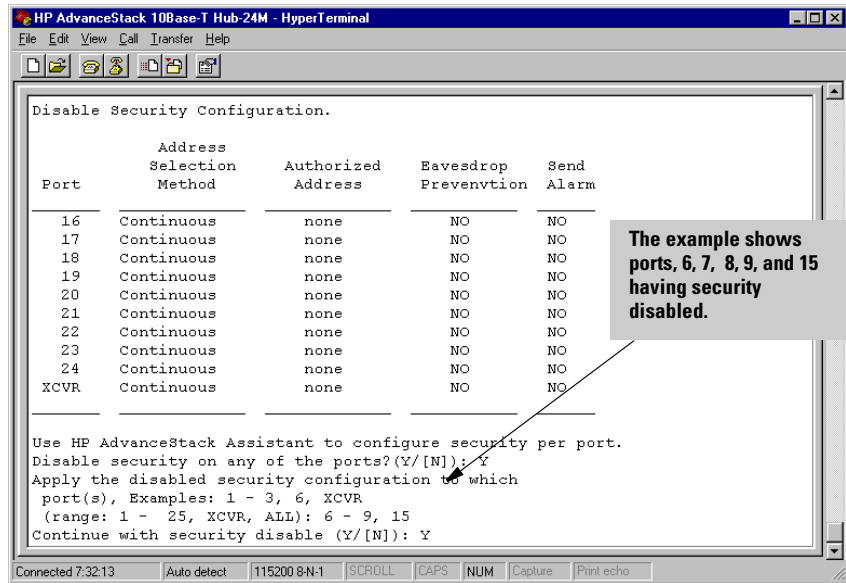 HP AdvanceStack 10Base-T Hub-24M - HyperTerminal
File Edit View Call Transfer Help
Disable Security Configuration.
Address
Selection Authorized Eavesdrop Send
Port Method Address Prevenvtion Alarm
16 Continuous none NO NO
17 Continuous none NO NO
18 Continuous none NO NO
19 Continuous none NO NO
20 Continuous none NO NO
21 Continuous none NO NO
22 Continuous none NO NO
23 Continuous none NO NO
24 Continuous none NO NO
XCVR Continuous none NO NO
The example shows
ports, 6, 7, 8, 9, and 15
having security
disabled.
Use HP AdvanceStack Assistant to configure security per port.
Disable security on any of the ports?(Y/[N]): Y
Apply the disabled security configuration to which
port(s), Examples: 1 - 3, 6, XCVR
(range: 1 - 25, XCVR, ALL): 6 - 9, 15
Continue with security disable (Y/[N]): Y
Connected 7:32:13 Auto detect 115200 8-N-1 SCROLL CAPS NUM Capture Print echo